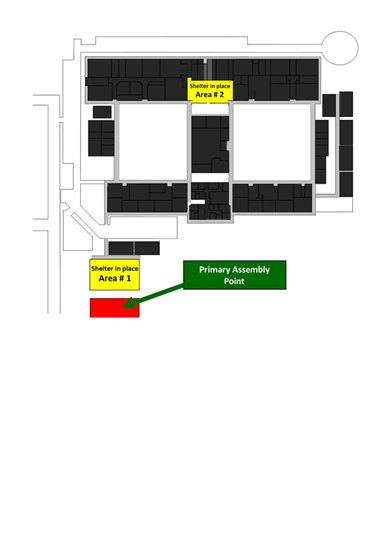 Shelter in place
Area # 2
Shelter in place
Area # 1
Primary Assembly
Point